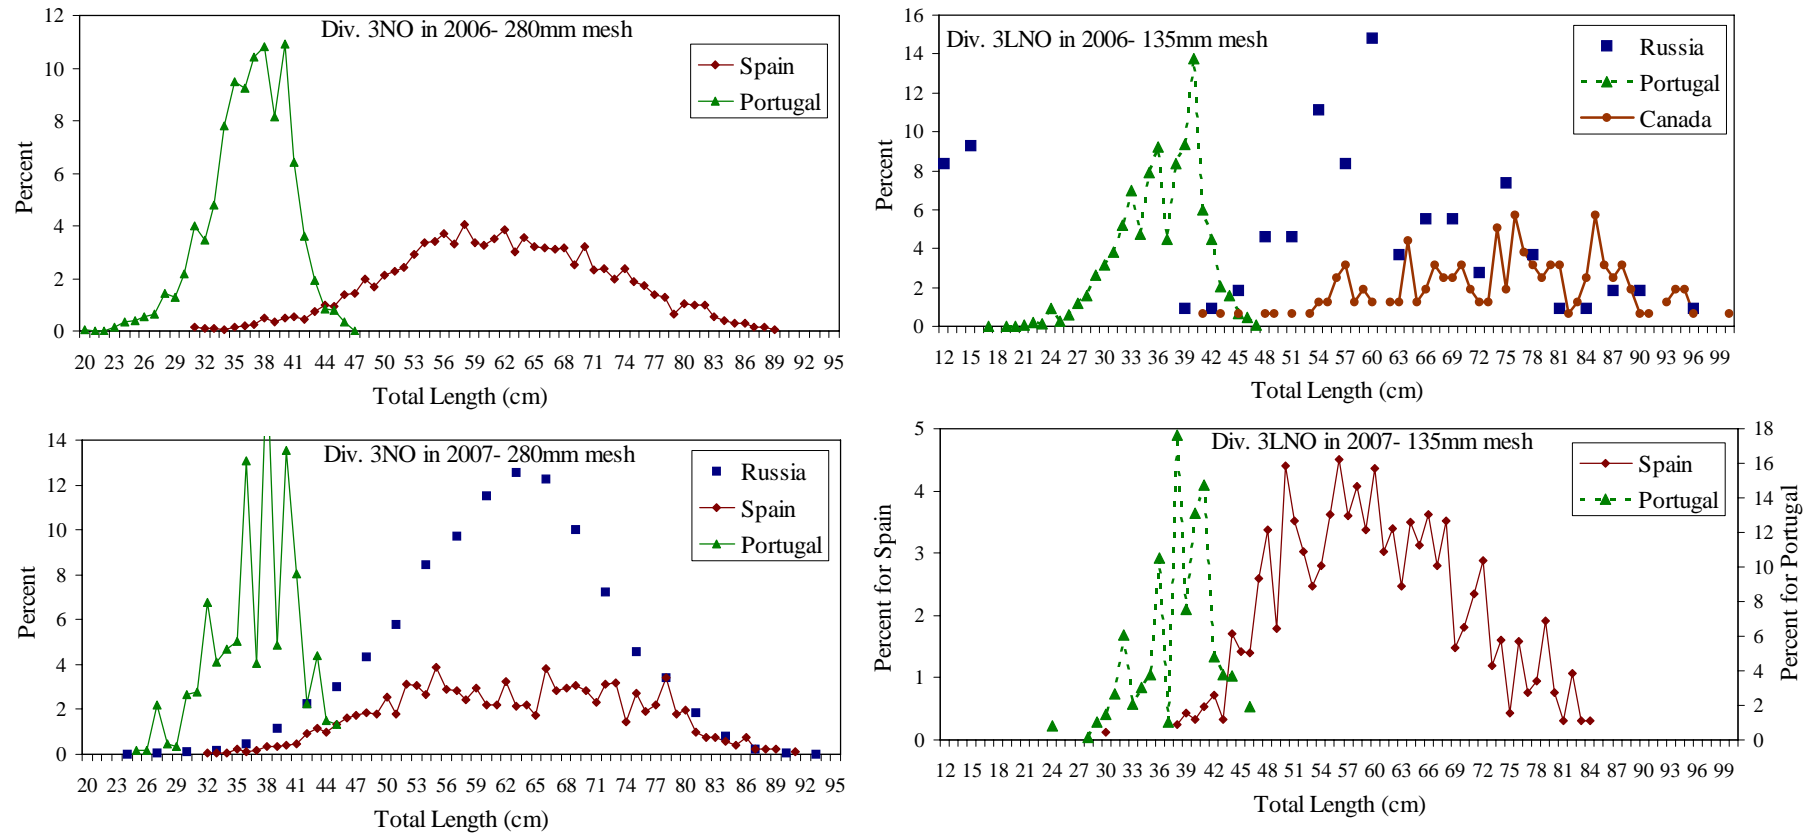 Div. 3NO in 2006- 280mm mesh
Percent
12
10
8
6
4
2
0
Spain
Portugal
20 23 26 29 32 35 38 41 44 47 50 53 56 59 62 65 68 71 74 77 80 83 86 89 92 95
Total Length (cm)
Div. 3LNO in 2006- 135mm mesh
Percent
16
14
12
10
8
6
4
2
0
Russia
Portugal
Canada
12 15 18 21 24 27 30 33 36 39 42 45 48 51 54 57 60 63 66 69 72 75 78 81 84 87 90 93 96 99
Total Length (cm)
Div. 3NO in 2007- 280mm mesh
Percent
14
12
10
8
6
4
2
0
Russia
Spain
Portugal
20 23 26 29 32 35 38 41 44 47 50 53 56 59 62 65 68 71 74 77 80 83 86 89 92 95
Total Length (cm)
Div. 3LNO in 2007- 135mm mesh
Percent for Spain
5
4
3
2
1
0
Spain
Portugal
18
16
14
12
10
8
6
4
2
0
Percent for Portugal
12 15 18 21 24 27 30 33 36 39 42 45 48 51 54 57 60 63 66 69 72 75 78 81 84 87 90 93 96 99
Total Length (cm)